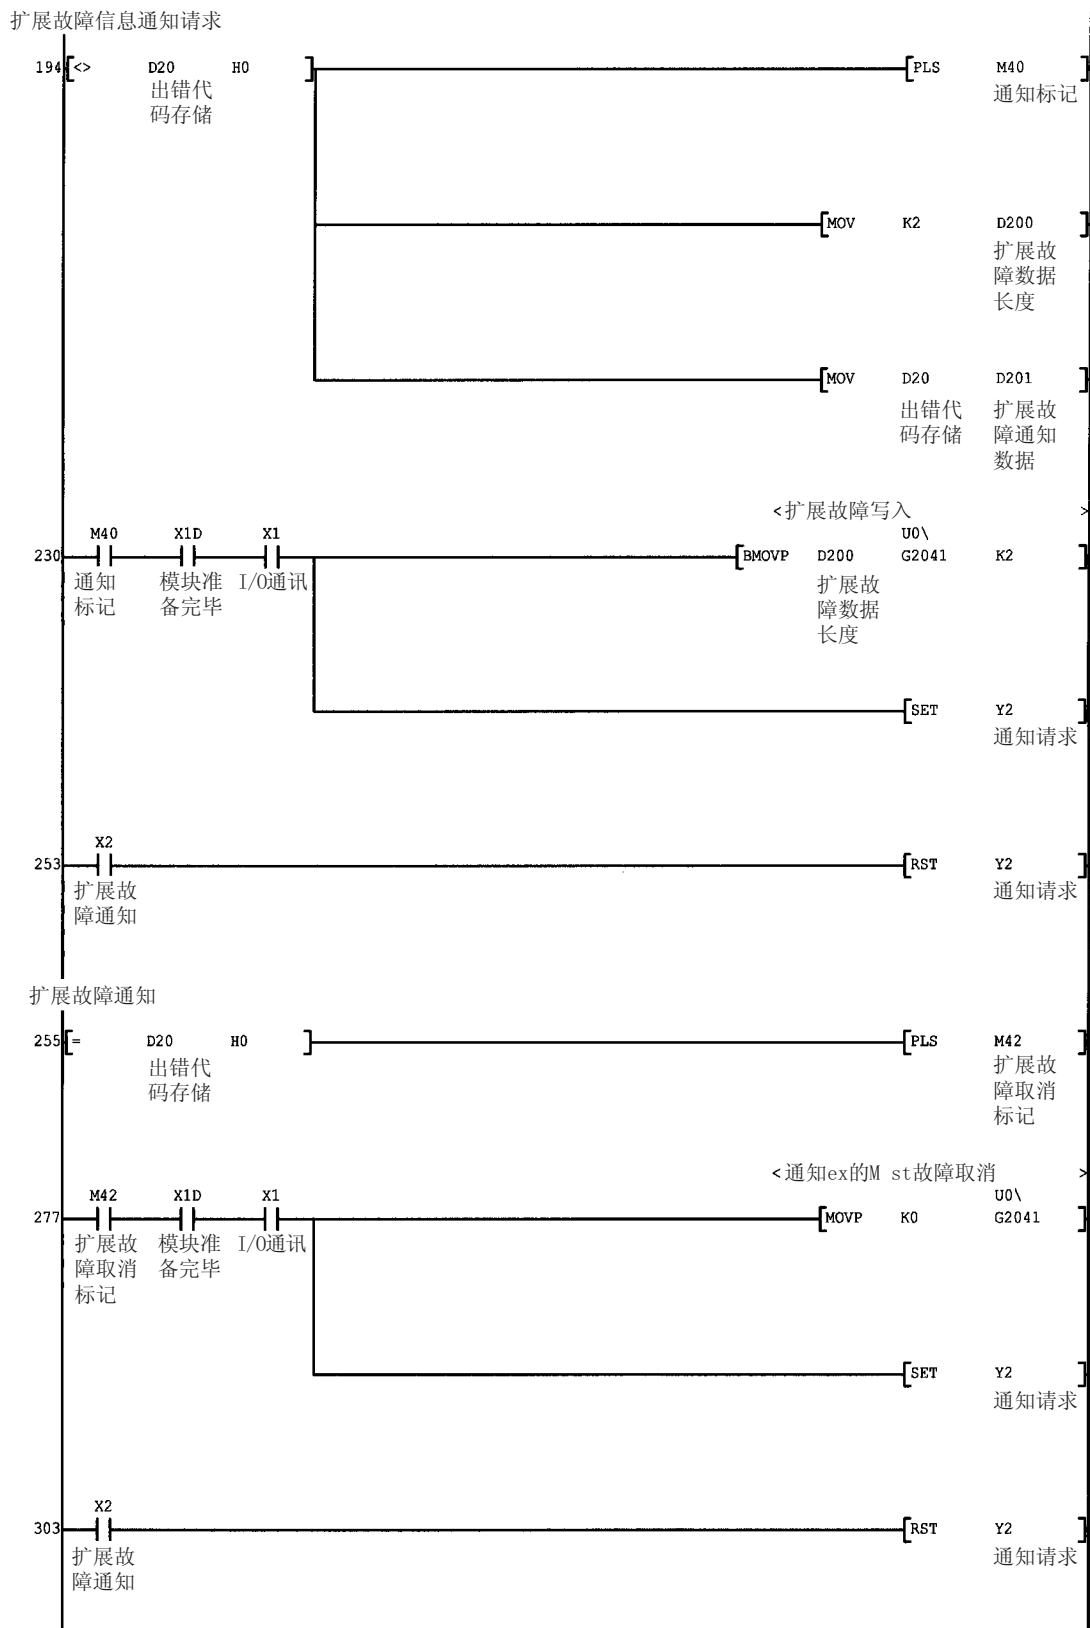 扩展故障信息通知请求
194 <> D20 H0 PLS M40
出错代
码存储
通知标记
MOV K2 D200
扩展故
障数据
长度
MOV D20 D201
出错代
码存储
扩展故
障通知
数据
<扩展故障写入 >
M40 X1D X1 U0\
230 BMOVP D200 G2041 K2
通知
标记
模块准
备完毕
I/O通讯
扩展故
障数据
长度
SET Y2
通知请求
X2
253 RST Y2
扩展故
障通知
通知请求
扩展故障通知
255 = D20 H0 PLS M42
出错代
码存储
扩展故
障取消
标记
<通知ex的M st故障取消 >
M42 X1D X1 U0\
277 MOVP K0 G2041
扩展故
障取消
标记
模块准
备完毕
I/O通讯
SET Y2
通知请求
X2
303 RST Y2
扩展故
障通知
通知请求